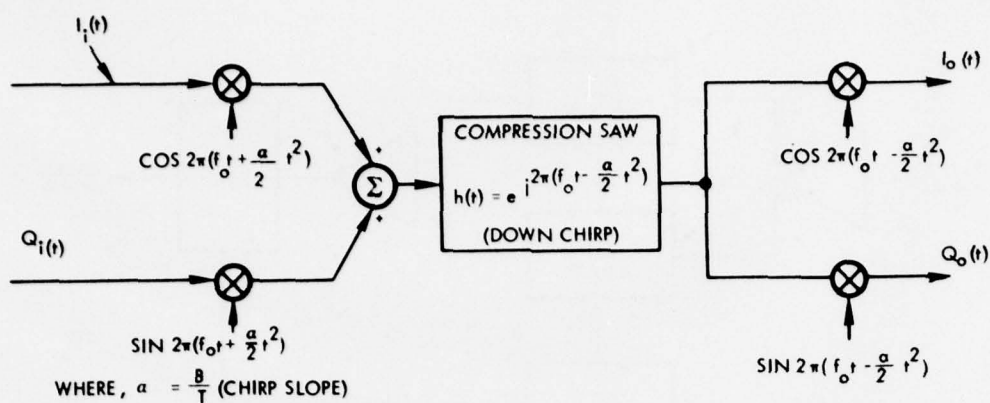 I_i(t)
COS 2π(f_o t + a/2 t^2)
Q_i(t)
SIN 2π(f_o t + a/2 t^2)
WHERE, a = B/T (CHIRP SLOPE)
+
Σ
+
COMPRESSION SAW
h(t) = e^{i2π(f_o t - a/2 t^2)}
(DOWN CHIRP)
I_o(t)
COS 2π(f_o t - a/2 t^2)
Q_o(t)
SIN 2π(f_o t - a/2 t^2)